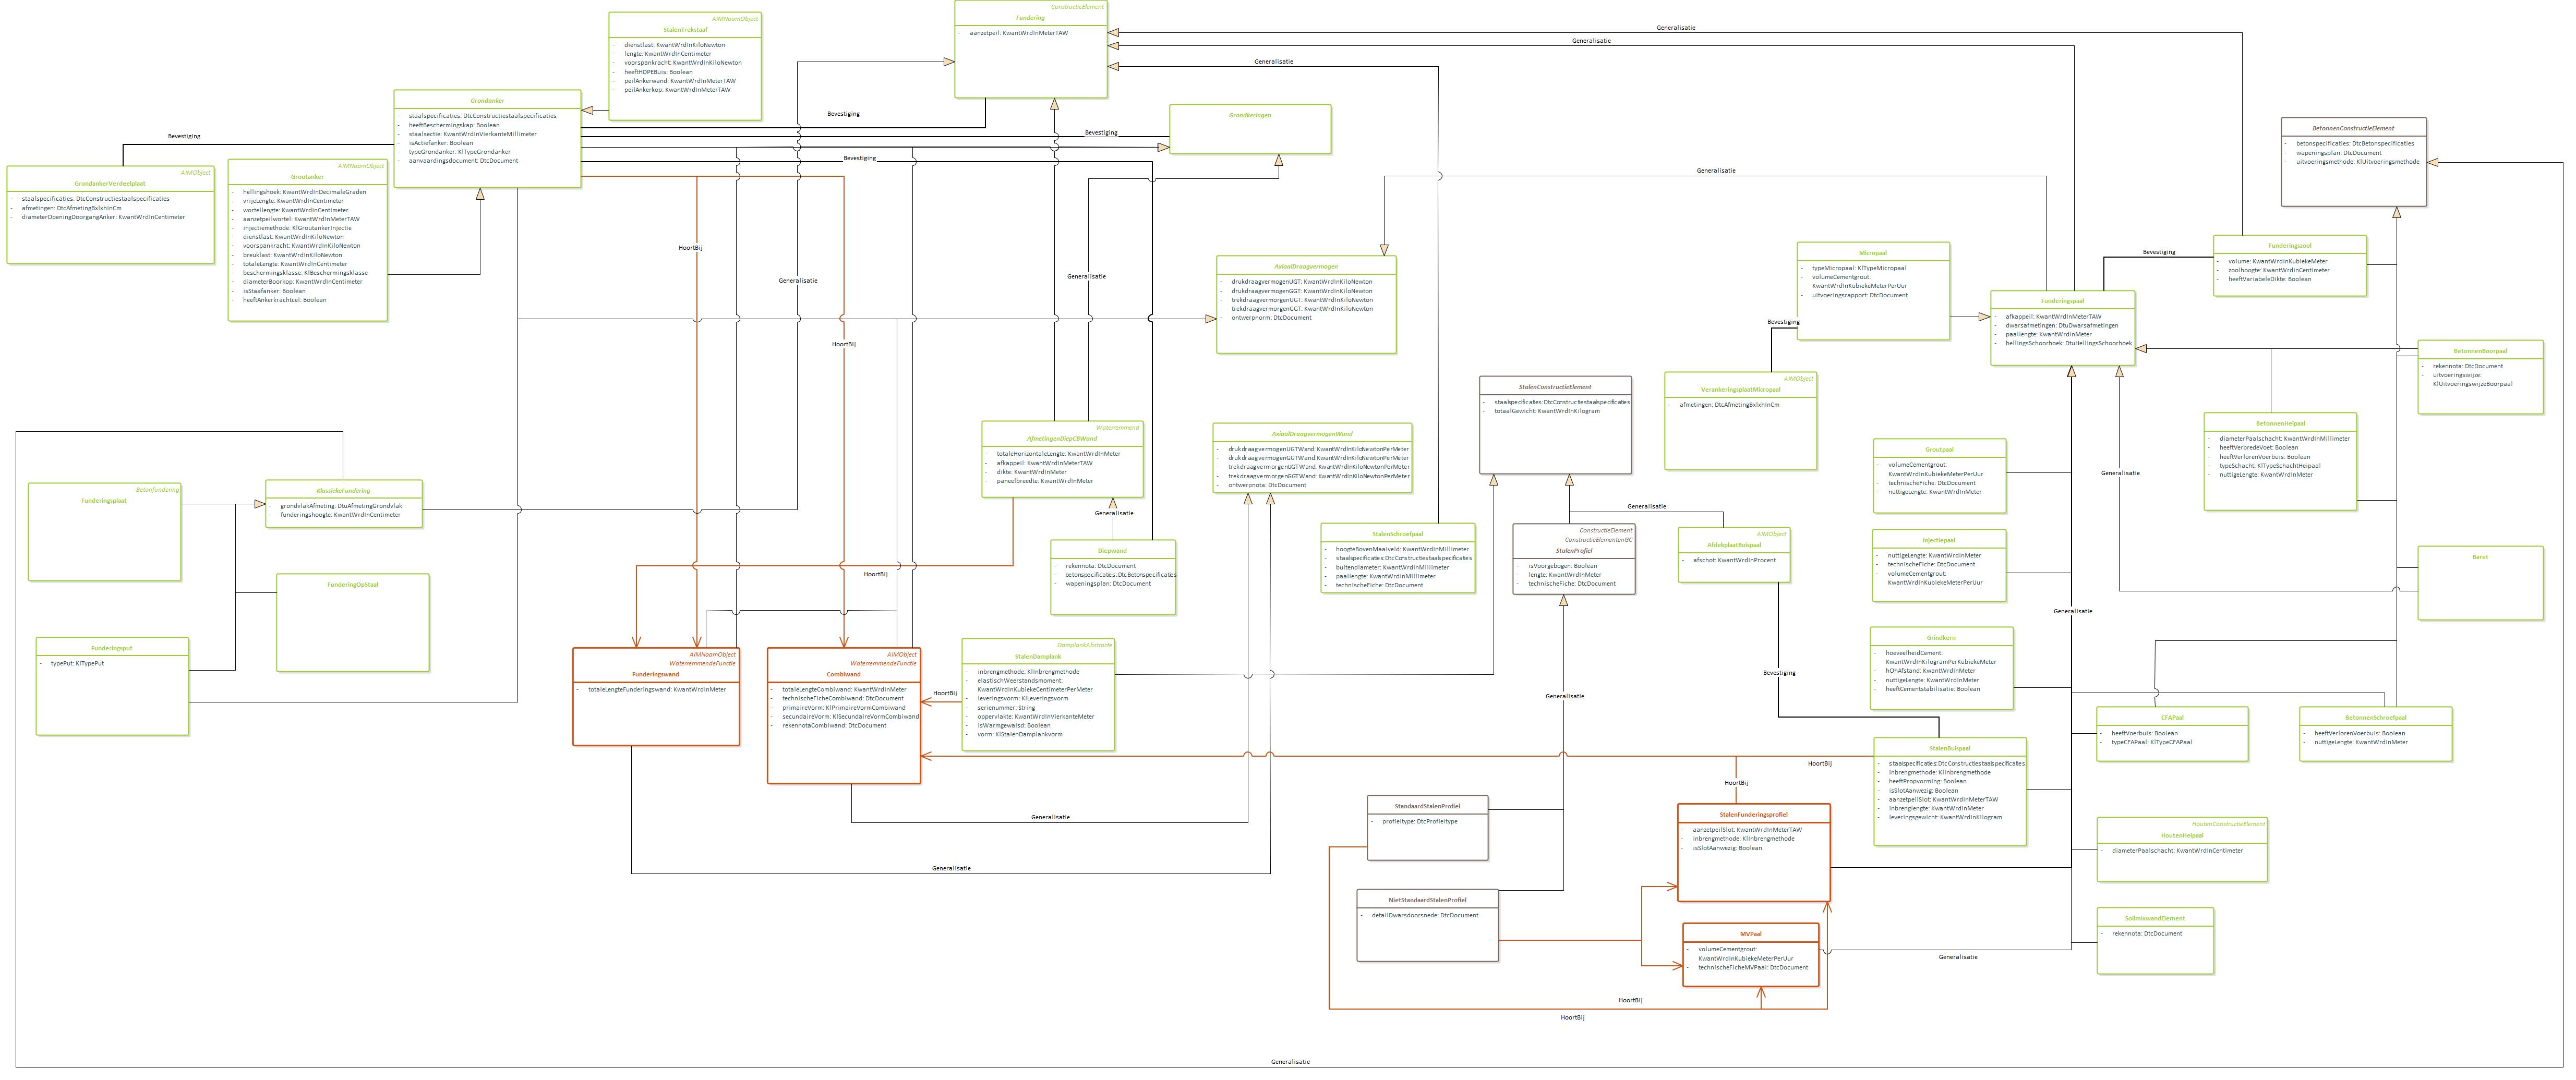 AIMNaamObject
StalenTrekstaaf
- dienstlast: KwantWrdInKiloNewton
- lengte: KwantWrdInCentimeter
- voorspankracht: KwantWrdInKiloNewton
- heeftHDPEBuis: Boolean
- peilAnkerwand: KwantWrdInMeterTAW
- peilAnkerkop: KwantWrdInMeterTAW
ConstructieElement
Fundering
- aanzetpeil: KwantWrdInMeterTAW
Generalisatie
Generalisatie
Generalisatie
Grondanker
- staalspecificaties: DtcConstructiestaalspecificaties
- heeftBeschermingskap: Boolean
- staalsectie: KwantWrdInVierkanteMillimeter
- isActiefanker: Boolean
- typeGrondanker: KlTypeGrondanker
- aanvaardingsdocument: DtcDocument
Bevestiging
Bevestiging
Bevestiging
Bevestiging
Grondkeringen
BetonnenConstructieElement
- betonspecificaties: DtcBetonspecificaties
- wapeningsplan: DtcDocument
- uitvoeringsmethode: KlUitvoeringsmethode
AIMObject
GrondankerVerdeelplaat
- staalspecificaties: DtcConstructiestaalspecificaties
- afmetingen: DtcAfmetingBxlxhInCm
- diameterOpeningDoorgangAnker: KwantWrdInCentimeter
AIMNaamObject
Groutanker
- hellingshoek: KwantWrdInDecimaleGraden
- vrijeLengte: KwantWrdInCentimeter
- wortellengte: KwantWrdInCentimeter
- aanzetpeilwortel: KwantWrdInMeterTAW
- injectiemethode: KlGroutankerinjectie
- dienstlast: KwantWrdInKiloNewton
- voorspankracht: KwantWrdInKiloNewton
- breuklast: KwantWrdInKiloNewton
- totaleLengte: KwantWrdInCentimeter
- beschermingsklasse: KlBeschermingsklasse
- diameterBoorkop: KwantWrdInCentimeter
- isStaafanker: Boolean
- heeftAnkerkrachtcel: Boolean
HoortBij
Generalisatie
HoortBij
Generalisatie
Generalisatie
AxiaalDraagvermogen
- drukdraagvermogenUGT: KwantWrdInKiloNewton
- drukdraagvermogenGGT: KwantWrdInKiloNewton
- trekdraagvermorgenUGT: KwantWrdInKiloNewton
- trekdraagvermorgenGGT: KwantWrdInKiloNewton
- ontwerpnorm: DtcDocument
Micropaal
- typeMicropaal: KlTypeMicropaal
- volumeCementgrout:
KwantWrdInKubiekeMeterPerUur
- uitvoeringsrapport: DtcDocument
Bevestiging
Bevestiging
Funderingszool
- volume: KwantWrdInKubiekeMeter
- zoolhoogte: KwantWrdInCentimeter
- heeftVariabeleDikte: Boolean
Funderingspaal
- afkappeil: KwantWrdInMeterTAW
- dwarsafmetingen: DtuDwarsafmetingen
- paallengte: KwantWrdInMeter
- hellingsSchoorhoek: DtuHellingsSchoorhoek
BetonnenBoorpaal
- rekennota: DtcDocument
- uitvoeringswijze:
KlUitvoeringswijzeBoorpaal
StalenConstructieElement
- staalspecificaties:DtcConstructiestaalspecificaties
- totaalGewicht: KwantWrdInKilogram
AIMObject
VerankeringsplaatMicropaal
- afmetingen: DtcAfmetingBxlxhInCm
Waterremmend
AfmetingenDiepCBWand
- totaleHorizontaleLengte: KwantWrdInMeter
- afkappeil: KwantWrdInMeterTAW
- dikte: KwantWrdInMeter
- paneelbreedte: KwantWrdInMeter
AxiaalDraagvermogenWand
- drukdraagvermogenUGTWand: KwantWrdInKiloNewtonPerMeter
- drukdraagvermogenGGTWand KwantWrdInKiloNewtonPerMeter
- trekdraagvermorgenUGTWand: KwantWrdInKiloNewtonPerMeter
- trekdraagvermorgenGGTWand: KwantWrdInKiloNewtonPerMeter
- ontwerpnota: DtcDocument
BetonnenHeipaal
- diameterPaalschacht: KwantWrdInMillimeter
- heeftVerbredeVoet: Boolean
- heeftVerlorenVoerbuis: Boolean
- typeSchacht: KlTypeSchachtHeipaal
- nuttigeLengte: KwantWrdInMeter
Groutpaal
- volumeCementgrout:
KwantWrdInKubiekeMeterPerUur
- technischeFiche: DtcDocument
- nuttigeLengte: KwantWrdInMeter
Generalisatie
Betonfundering
Funderingsplaat
KlassiekeFundering
- grondvlakAfmeting: DtuAfmetingGrondvlak
- funderingshoogte: KwantWrdInCentimeter
Generalisatie
Diepwand
- rekennota: DtcDocument
- betonspecificaties: DtcBetonspecificaties
- wapeningsplan: DtcDocument
HoortBij
StalenSchroefpaal
- hoogteBovenMaaiveld: KwantWrdInMillimeter
- staalspecificaties:DtcConstructiestaalspecificaties
- buitendiameter: KwantWrdInMillimeter
- paallengte: KwantWrdInMillimeter
- technischeFiche: DtcDocument
Generalisatie
ConstructieElement
ConstructieElementenGC
StalenProfiel
- isVoorgebogen: Boolean
- lengte: KwantWrdInMeter
- technischeFiche: DtcDocument
AIMObject
AfdekplaatBuispaal
- afschot: KwantWrdInProcent
Injectiepaal
- nuttigeLengte: KwantWrdInMeter
- technischeFiche: DtcDocument
- volumeCementgrout:
KwantWrdInKubiekeMeterPerUur
Baret
Generalisatie
FunderingOpStaal
Funderingsput
- typePut: KlTypePut
AIMNaamObject
WaterremmendeFunctie
Funderingswand
- totaleLengteFunderingswand: KwantWrdInMeter
AIMObject
WaterremmendeFunctie
Combiwand
- totaleLengteCombiwand: KwantWrdInMeter
- technischeFicheCombiwand: DtcDocument
- primaireVorm: KlPrimaireVormCombiwand
- secundaireVorm: KlSecundaireVormCombiwand
- rekennotaCombiwand: DtcDocument
HoortBij
DamplankAbstracte
StalenDamplank
- inbrengmethode: KlInbrengmethode
- elastischWeerstandsmoment:
KwantWrdInKubiekeCentimeterPerMeter
- leveringsvorm: KlLeveringsvorm
- serienummer: String
- oppervlakte: KwantWrdInVierkanteMeter
- isWarmgewalsd: Boolean
- vorm: KlStalenDamplankvorm
Generalisatie
Bevestiging
Grindkern
- hoeveelheidCement:
KwantWrdInKilogramPerKubiekeMeter
- hOhAfstand: KwantWrdInMeter
- nuttigeLengte: KwantWrdInMeter
- heeftCementstabilisatie: Boolean
CFAPaal
- heeftVoerbuis: Boolean
- typeCFAPaal: KlTypeCFAPaal
BetonnenSchroefpaal
- heeftVerlorenVoerbuis: Boolean
- nuttigeLengte: KwantWrdInMeter
StalenBuispaal
- staalspecificaties:DtcConstructiestaalspecificaties
- inbrengmethode: KlInbrengmethode
- heeftPropvorming: Boolean
- isSlotAanwezig: Boolean
- aanzetpeilSlot: KwantWrdInMeterTAW
- inbrenglengte: KwantWrdInMeter
- leveringsgewicht: KwantWrdInKilogram
HoortBij
HoortBij
StandaardStalenProfiel
- profieltype: DtcProfieltype
StalenFunderingsprofiel
- aanzetpeilSlot: KwantWrdInMeterTAW
- inbrengmethode: KlInbrengmethode
- isSlotAanwezig: Boolean
Generalisatie
Generalisatie
HoutenConstructieElement
HoutenHeipaal
- diameterPaalschacht: KwantWrdInCentimeter
NietStandaardStalenProfiel
- detailDwarsdoorsnede: DtcDocument
MVPaal
- volumeCementgrout:
KwantWrdInKubiekeMeterPerUur
- technischeFicheMVPaal: DtcDocument
Generalisatie
SoilmixwandElement
- rekennota: DtcDocument
HoortBij
HoortBij
Generalisatie